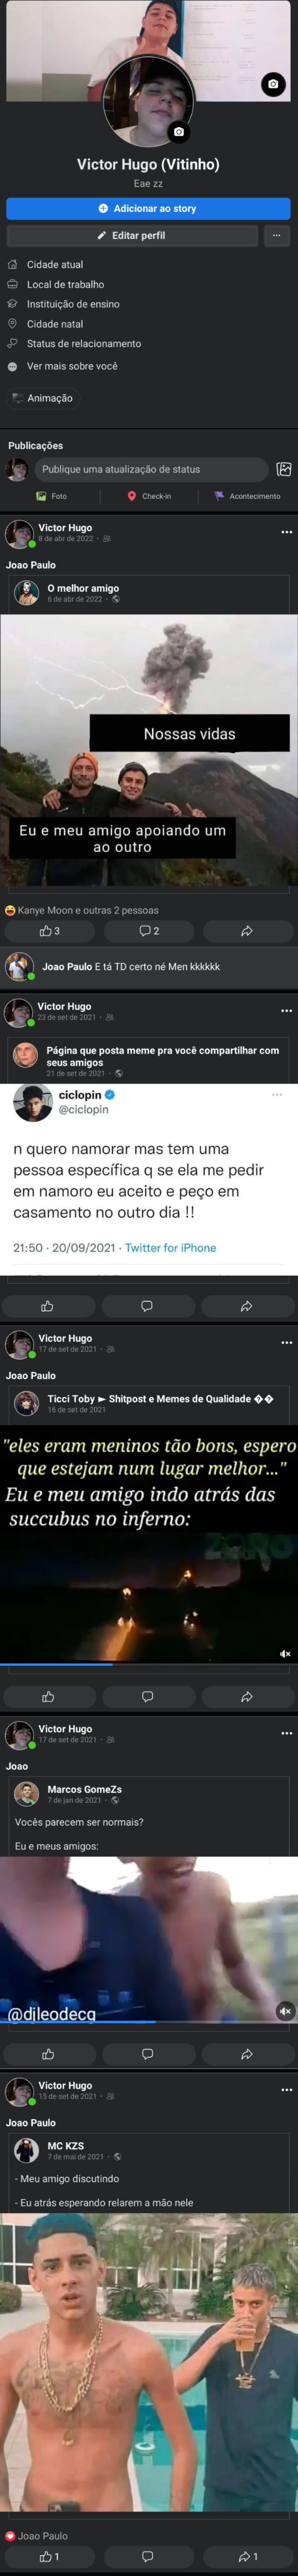 Victor Hugo (Vitinho)
Eae zz
Adicionar ao story
Editar perfil
Cidade atual
Local de trabalho
Instituição de ensino
Cidade natal
Status de relacionamento
Ver mais sobre você
Animação
Publicações
Publique uma atualização de status
Foto
Check-in
Acontecimento
Victor Hugo
8 de abr de 2022 ·
Joao Paulo
O melhor amigo
6 de abr de 2022 ·
Nossas vidas
Eu e meu amigo apoiando um
ao outro
Kanye Moon e outras 2 pessoas
3
2
Joao Paulo E tá TD certo né Men kkkkkk
Victor Hugo
23 de set de 2021 ·
Página que posta meme pra você compartilhar com
seus amigos
21 de set de 2021 ·
ciclopin
@ciclopin
n quero namorar mas tem uma
pessoa específica q se ela me pedir
em namoro eu aceito e peço em
casamento no outro dia !!
21:50 · 20/09/2021 · Twitter for iPhone
Victor Hugo
17 de set de 2021 ·
Joao Paulo
Ticci Toby ► Shitpost e Memes de Qualidade ��
16 de set de 2021
"eles eram meninos tão bons, espero
que estejam num lugar melhor..."
Eu e meu amigo indo atrás das
succubus no inferno:
Victor Hugo
17 de set de 2021 ·
Joao
Marcos GomeZs
7 de jan de 2021 ·
Vocês parecem ser normais?
Eu e meus amigos:
@djleodecg
Victor Hugo
15 de set de 2021 ·
Joao Paulo
MC KZS
7 de mai de 2021 ·
- Meu amigo discutindo
- Eu atrás esperando relarem a mão nele
Joao Paulo
1
1